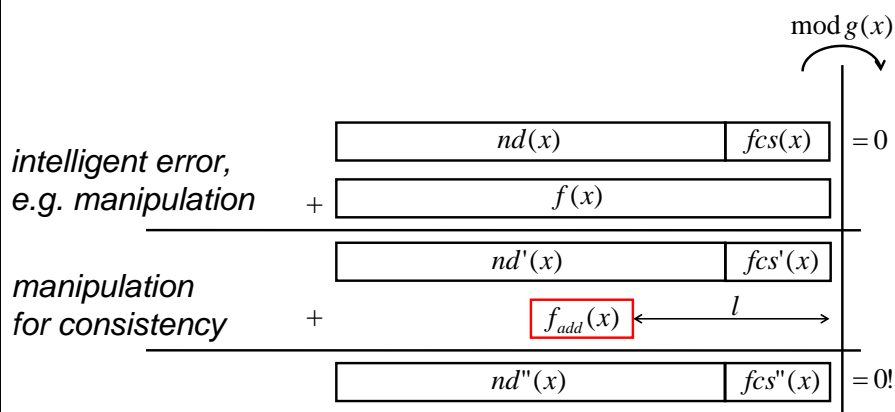 mod g(x)
nd(x) fcs(x) = 0
intelligent error,
e.g. manipulation + f(x)
nd'(x) fcs'(x)
manipulation
for consistency + f_add(x) l
nd"(x) fcs"(x) = 0!